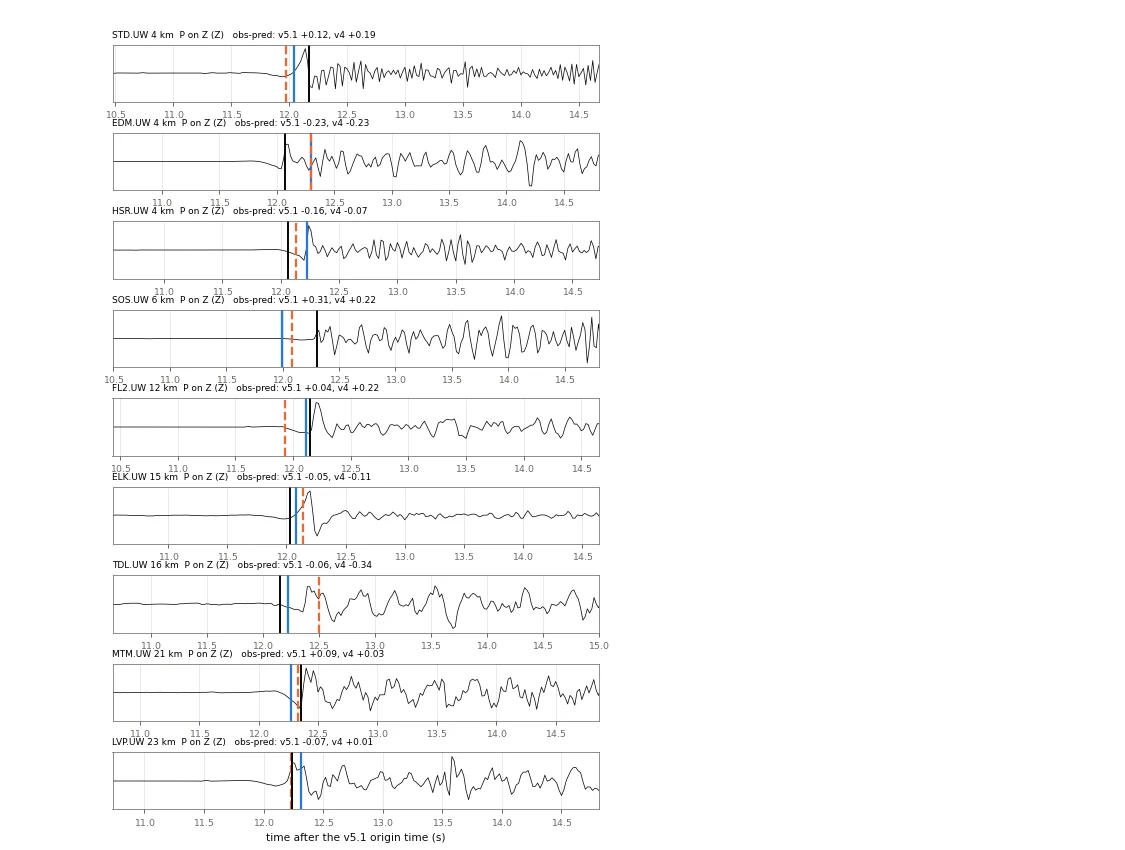 STD.UW 4 km  P on Z (Z)   obs-pred: v5.1 +0.12, v4 +0.19
10.5 11.0 11.5 12.0 12.5 13.0 13.5 14.0 14.5
EDM.UW 4 km  P on Z (Z)   obs-pred: v5.1 -0.23, v4 -0.23
11.0 11.5 12.0 12.5 13.0 13.5 14.0 14.5
HSR.UW 4 km  P on Z (Z)   obs-pred: v5.1 -0.16, v4 -0.07
11.0 11.5 12.0 12.5 13.0 13.5 14.0 14.5
SOS.UW 6 km  P on Z (Z)   obs-pred: v5.1 +0.31, v4 +0.22
10.5 11.0 11.5 12.0 12.5 13.0 13.5 14.0 14.5
FL2.UW 12 km  P on Z (Z)   obs-pred: v5.1 +0.04, v4 +0.22
10.5 11.0 11.5 12.0 12.5 13.0 13.5 14.0 14.5
ELK.UW 15 km  P on Z (Z)   obs-pred: v5.1 -0.05, v4 -0.11
11.0 11.5 12.0 12.5 13.0 13.5 14.0 14.5
TDL.UW 16 km  P on Z (Z)   obs-pred: v5.1 -0.06, v4 -0.34
11.0 11.5 12.0 12.5 13.0 13.5 14.0 14.5 15.0
MTM.UW 21 km  P on Z (Z)   obs-pred: v5.1 +0.09, v4 +0.03
11.0 11.5 12.0 12.5 13.0 13.5 14.0 14.5
LVP.UW 23 km  P on Z (Z)   obs-pred: v5.1 -0.07, v4 +0.01
11.0 11.5 12.0 12.5 13.0 13.5 14.0 14.5
time after the v5.1 origin time (s)